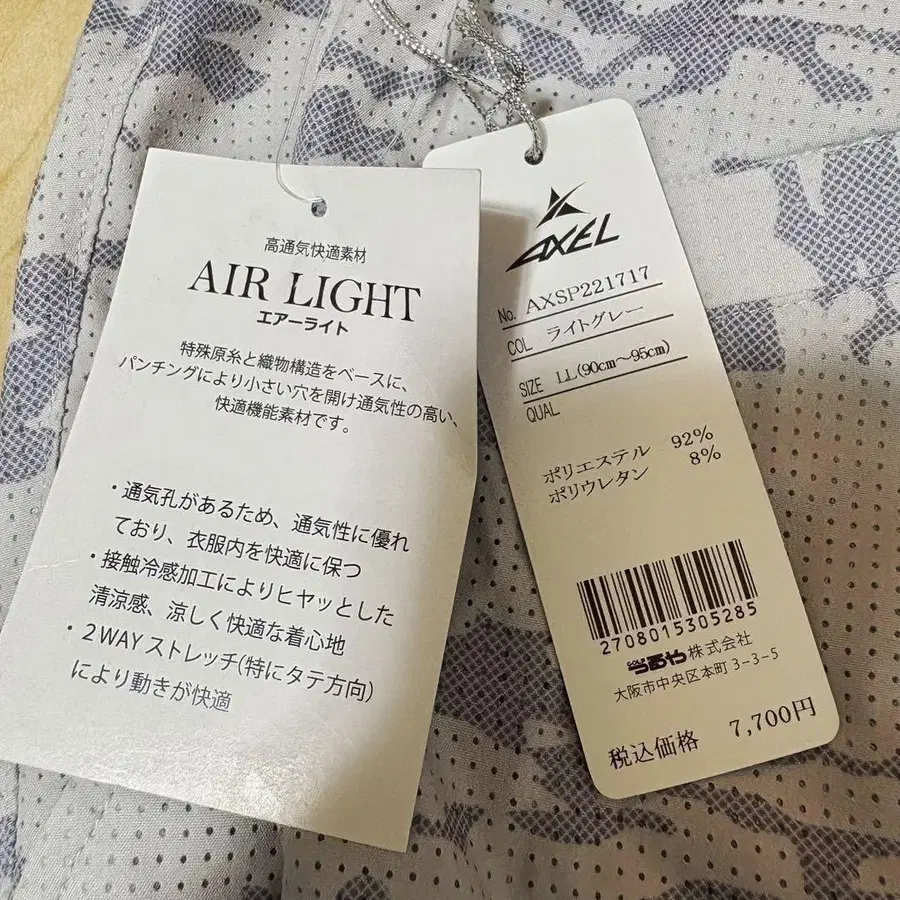 高通気快適素材
AIR LIGHT
エアーライト
特殊原糸と織物構造をベースに、
パンチングにより小さい穴を開け通気性の高い、
快適機能素材です。
・通気孔があるため、通気性に優れ
ており、衣服内を快適に保つ
・接触冷感加工によりヒヤッとした
清涼感、涼しく快適な着心地
・2WAYストレッチ(特にタテ方向)
により動きが快適
AXEL
No. AXSP221717
COL ライトグレー
SIZE LL(90cm～95cm)
QUAL
ポリエステル 92%
ポリウレタン 8%
2708015305285
GOLF つるや株式会社
大阪市中央区本町3-3-5
税込価格 7,700円